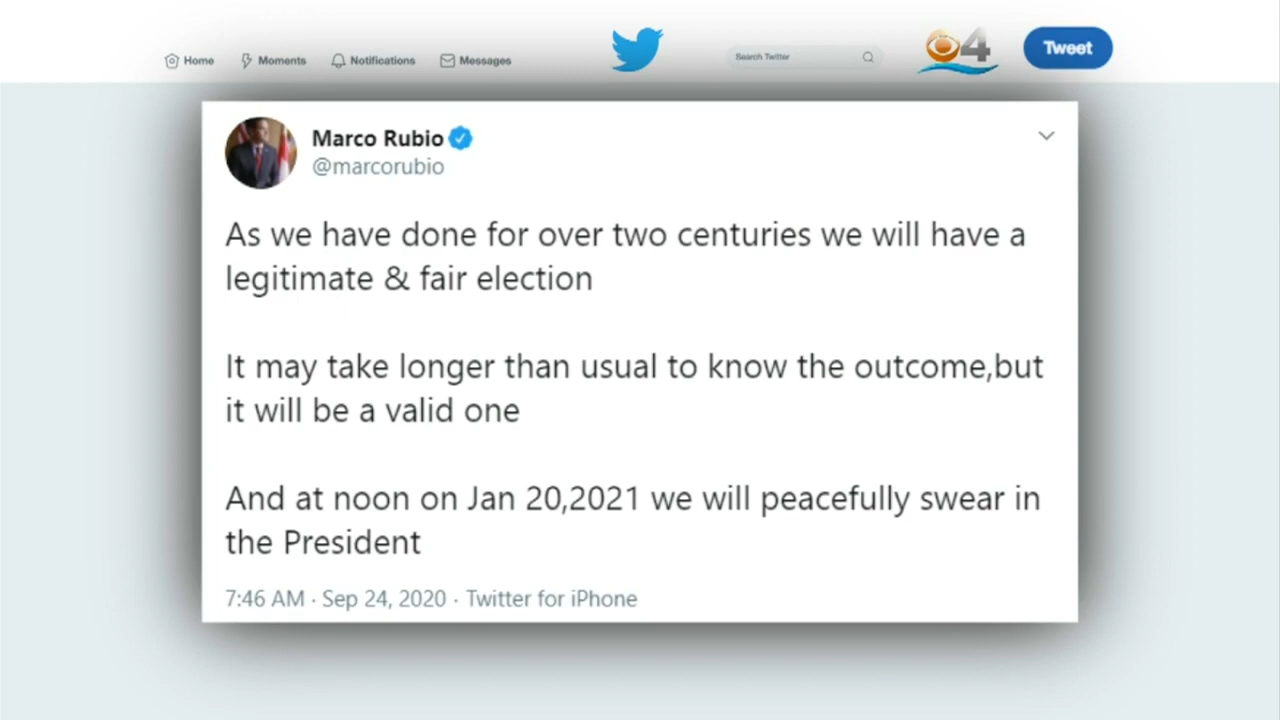 Home Moments Notifications Messages Search Twitter 4 Tweet
Marco Rubio
@marcorubio
As we have done for over two centuries we will have a
legitimate & fair election
It may take longer than usual to know the outcome,but
it will be a valid one
And at noon on Jan 20,2021 we will peacefully swear in
the President
7:46 AM · Sep 24, 2020 · Twitter for iPhone